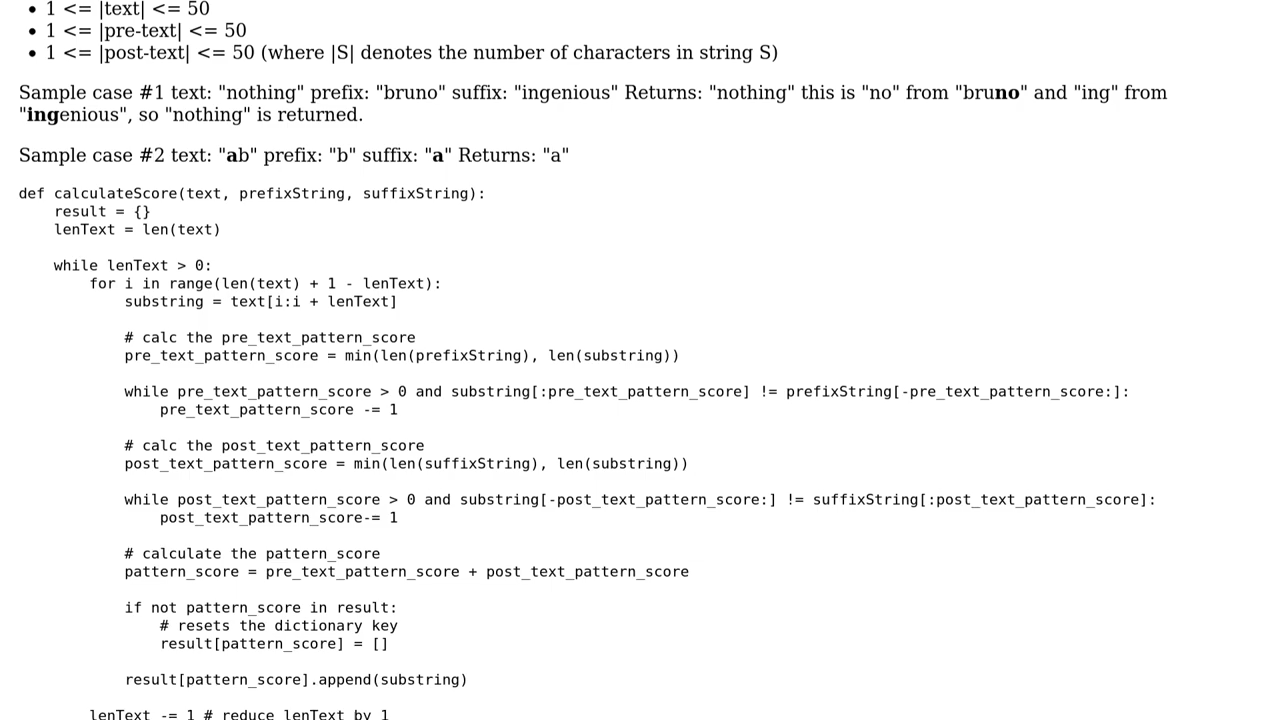 • 1 <= |text| <= 50
• 1 <= |pre-text| <= 50
• 1 <= |post-text| <= 50 (where |S| denotes the number of characters in string S)
Sample case #1 text: "nothing" prefix: "bruno" suffix: "ingenious" Returns: "nothing" this is "no" from "bruno" and "ing" from
"ingenious", so "nothing" is returned.
Sample case #2 text: "ab" prefix: "b" suffix: "a" Returns: "a"
def calculateScore(text, prefixString, suffixString):
    result = {}
    lenText = len(text)
    while lenText > 0:
        for i in range(len(text) + 1 - lenText):
            substring = text[i:i + lenText]
            # calc the pre_text_pattern_score
            pre_text_pattern_score = min(len(prefixString), len(substring))
            while pre_text_pattern_score > 0 and substring[:pre_text_pattern_score] != prefixString[-pre_text_pattern_score:]:
                pre_text_pattern_score -= 1
            # calc the post_text_pattern_score
            post_text_pattern_score = min(len(suffixString), len(substring))
            while post_text_pattern_score > 0 and substring[-post_text_pattern_score:] != suffixString[:post_text_pattern_score]:
                post_text_pattern_score-= 1
            # calculate the pattern_score
            pattern_score = pre_text_pattern_score + post_text_pattern_score
            if not pattern_score in result:
                # resets the dictionary key
                result[pattern_score] = []
            result[pattern_score].append(substring)
        lenText -= 1 # reduce lenText by 1